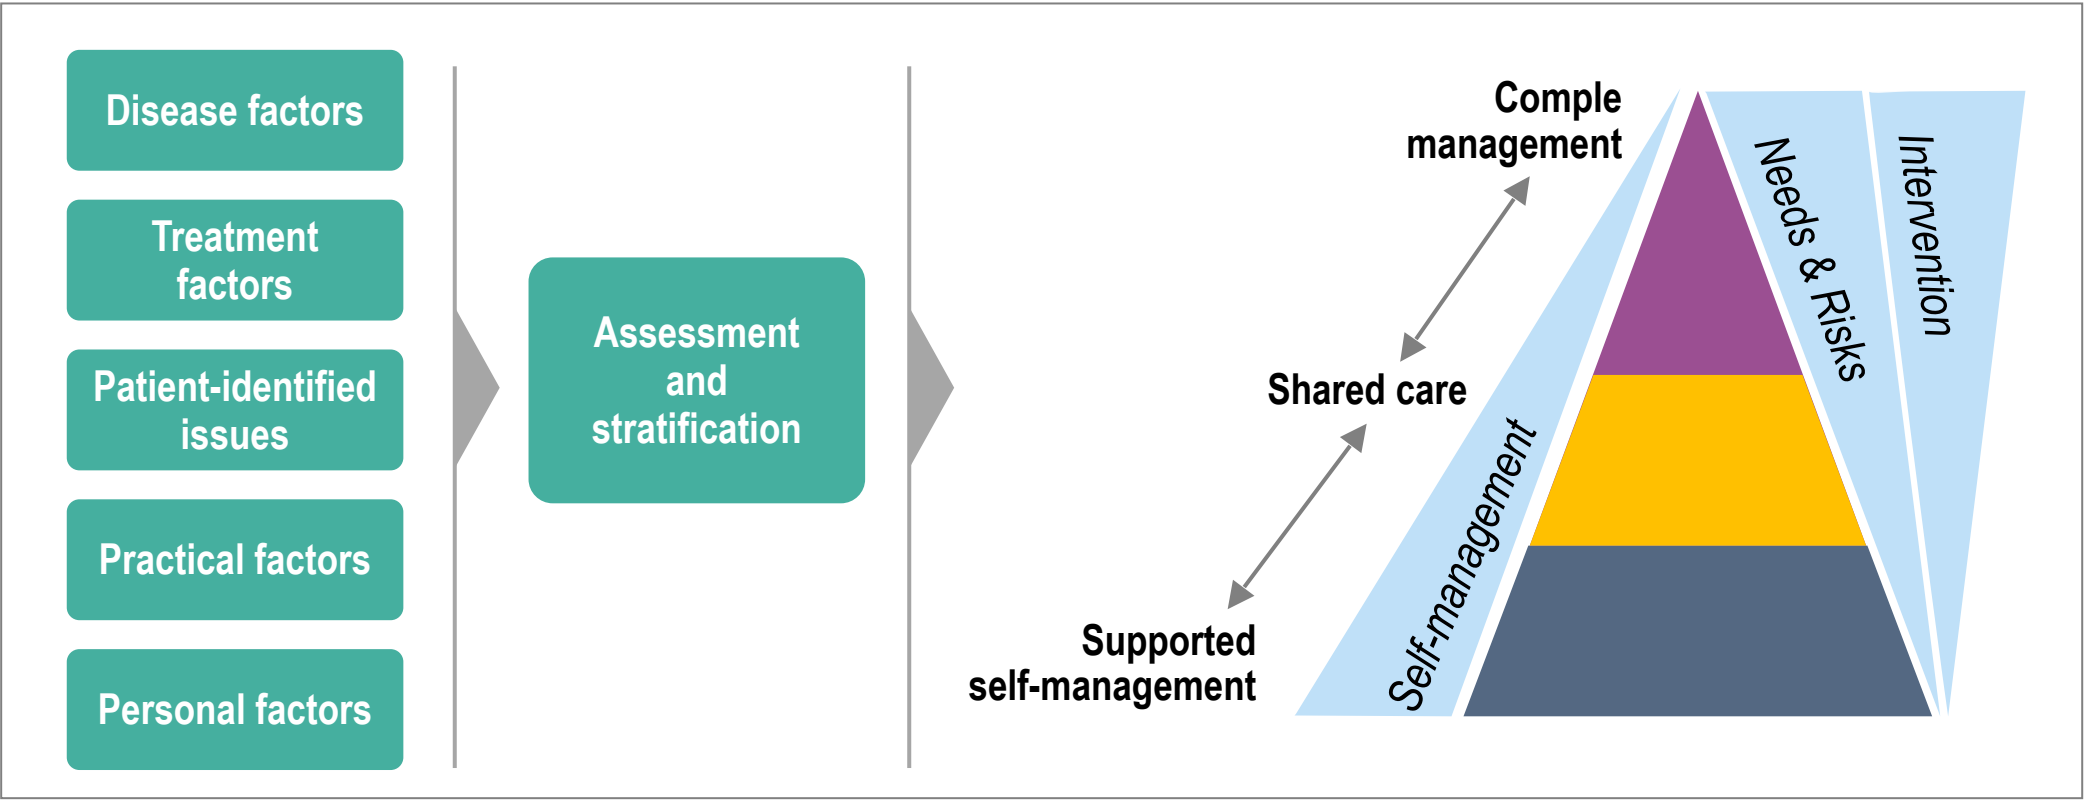 Disease factors
Treatment
factors
Patient-identified
issues
Practical factors
Personal factors
Assessment
and
stratification
Comple
management
Shared care
Supported
self-management
Self-management
Needs & Risks
Intervention